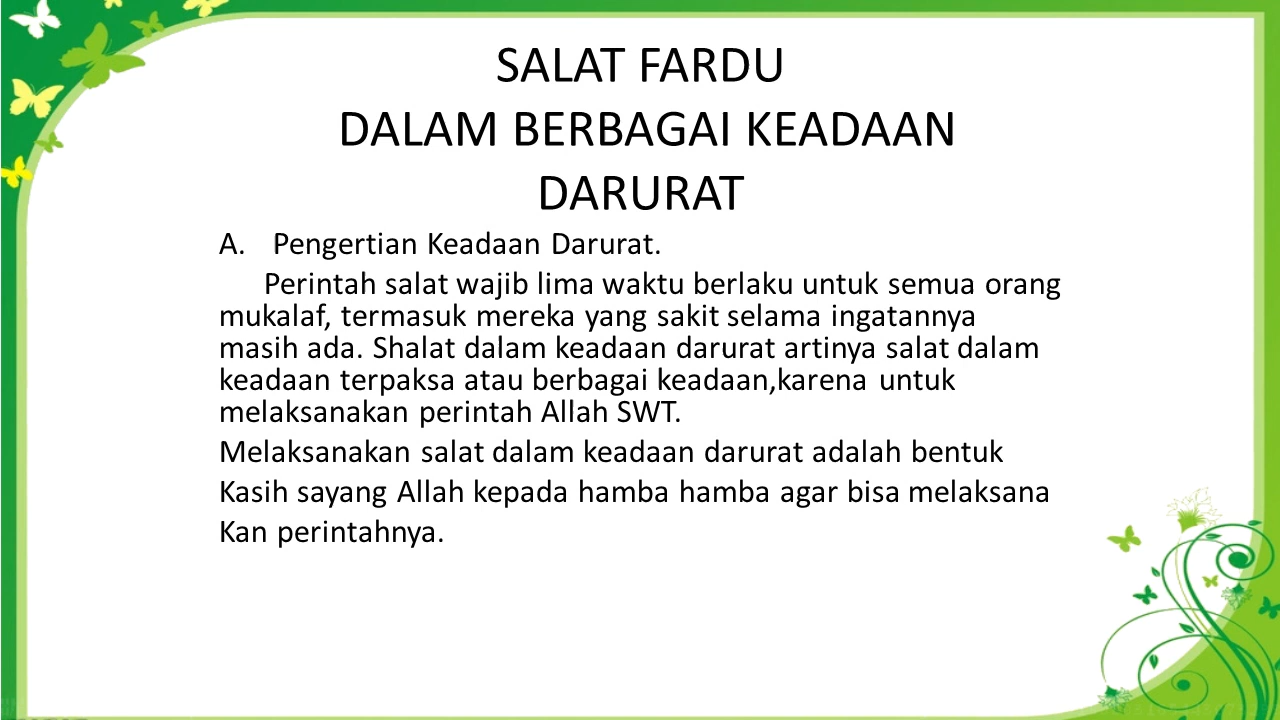 SALAT FARDU
DALAM BERBAGAI KEADAAN
DARURAT
A. Pengertian Keadaan Darurat.
Perintah salat wajib lima waktu berlaku untuk semua orang
mukalaf, termasuk mereka yang sakit selama ingatannya
masih ada. Shalat dalam keadaan darurat artinya salat dalam
keadaan terpaksa atau berbagai keadaan,karena untuk
melaksanakan perintah Allah SWT.
Melaksanakan salat dalam keadaan darurat adalah bentuk
Kasih sayang Allah kepada hamba hamba agar bisa melaksana
Kan perintahnya.